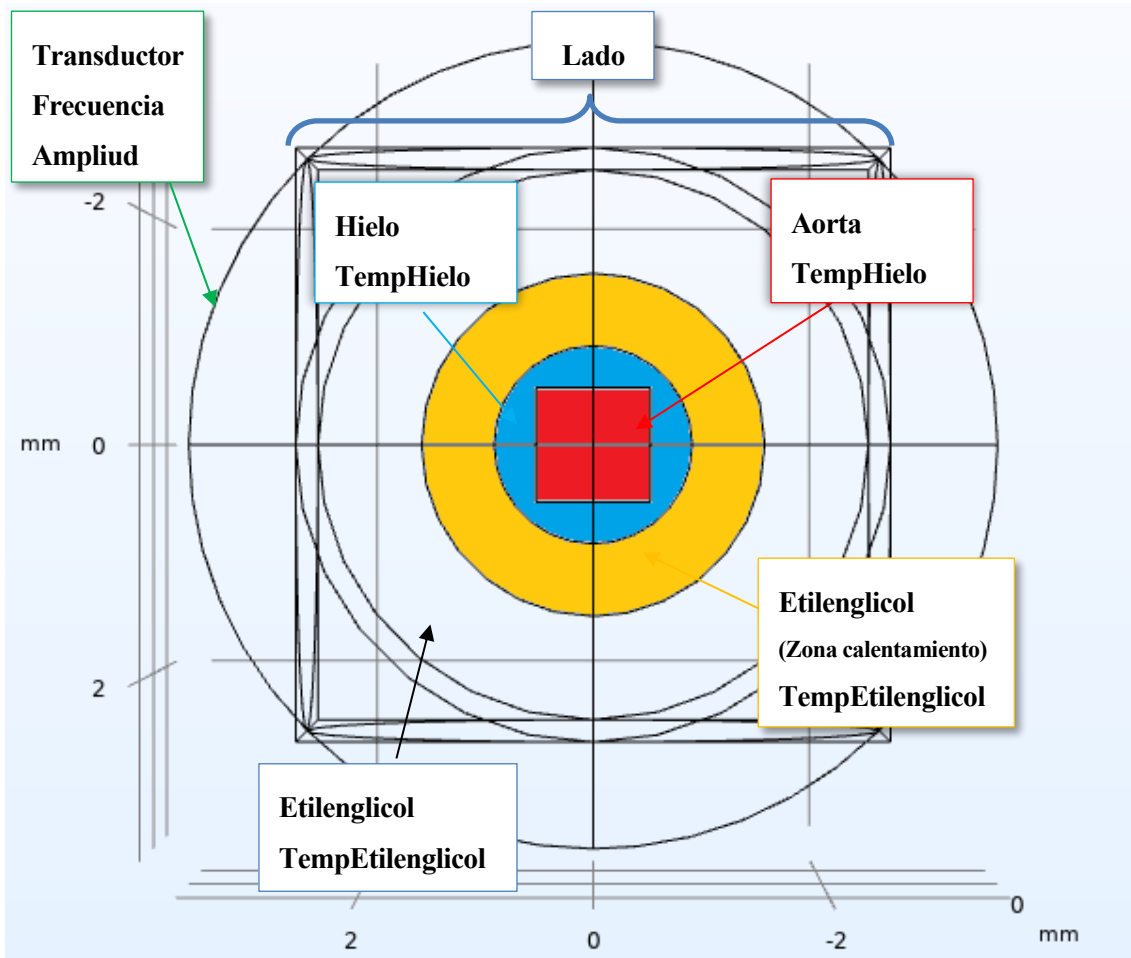 Transductor
Frecuencia
Ampliud
Lado
-2
Hielo
TempHielo
Aorta
TempHielo
mm
0
Etilenglicol
(Zona calentamiento)
TempEtilenglicol
2
Etilenglicol
TempEtilenglicol
0
2
0
-2
mm